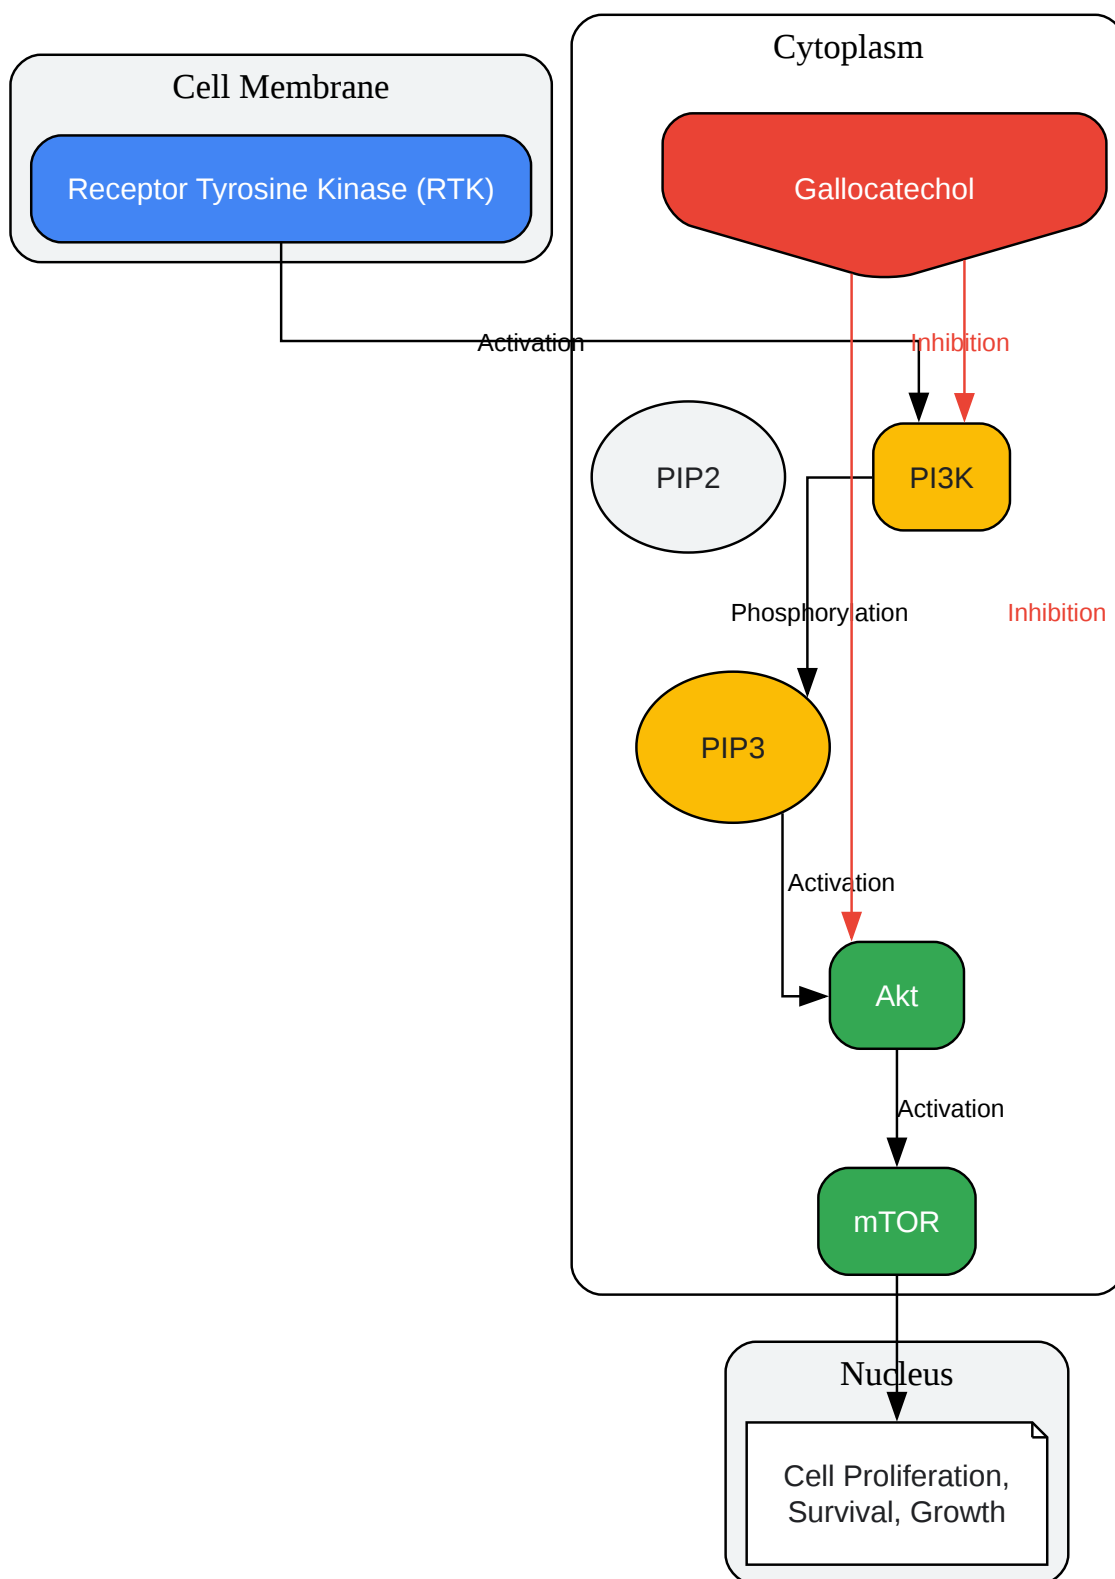 Cytoplasm
Cell Membrane
Receptor Tyrosine Kinase (RTK)
Gallocatechol
Activation
Inhibition
PIP2
PI3K
Phosphorylation
Inhibition
PIP3
Activation
Akt
Activation
mTOR
Nucleus
Cell Proliferation,
Survival, Growth